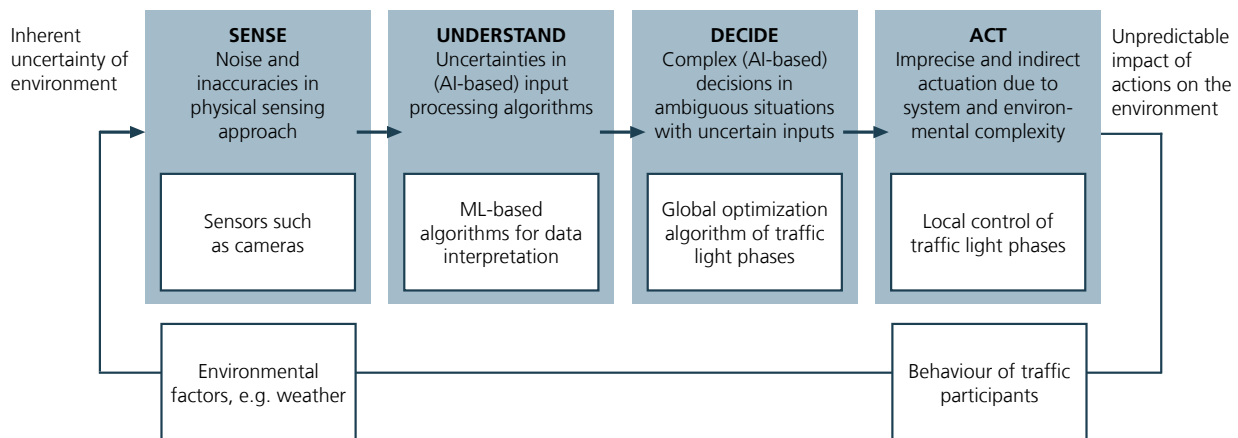 Inherent
uncertainty of
environment
SENSE
Noise and
inaccuracies in
physical sensing
approach
Sensors such
as cameras
UNDERSTAND
Uncertainties in
(AI-based) input
processing algorithms
ML-based
algorithms for data
interpretation
DECIDE
Complex (AI-based)
decisions in
ambiguous situations
with uncertain inputs
Global optimization
algorithm of traffic
light phases
ACT
Imprecise and indirect
actuation due to
system and environ-
mental complexity
Local control of
traffic light phases
Unpredictable
impact of
actions on the
environment
Environmental
factors, e.g. weather
Behaviour of traffic
participants